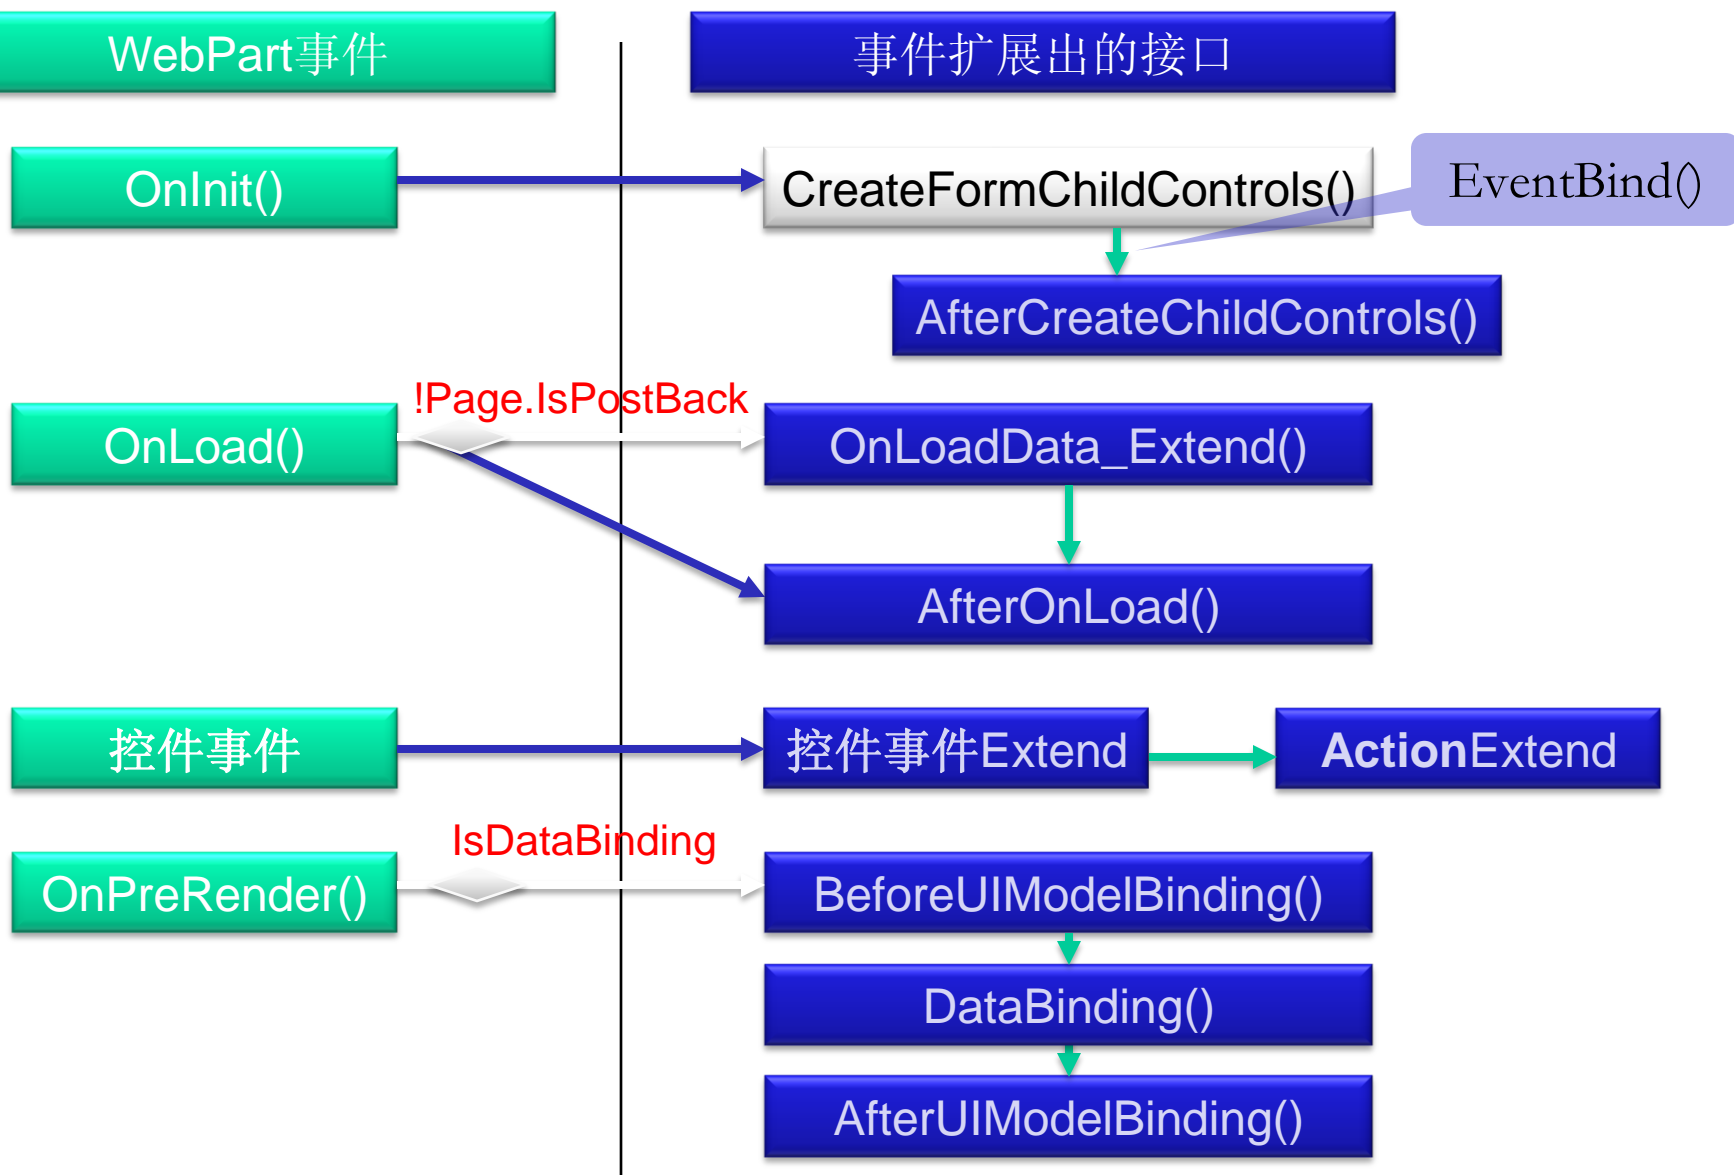 WebPart事件
事件扩展出的接口
OnInit()
CreateFormChildControls()
EventBind()
AfterCreateChildControls()
!Page.IsPostBack
OnLoad()
OnLoadData_Extend()
AfterOnLoad()
控件事件
控件事件Extend
ActionExtend
IsDataBinding
OnPreRender()
BeforeUIModelBinding()
DataBinding()
AfterUIModelBinding()